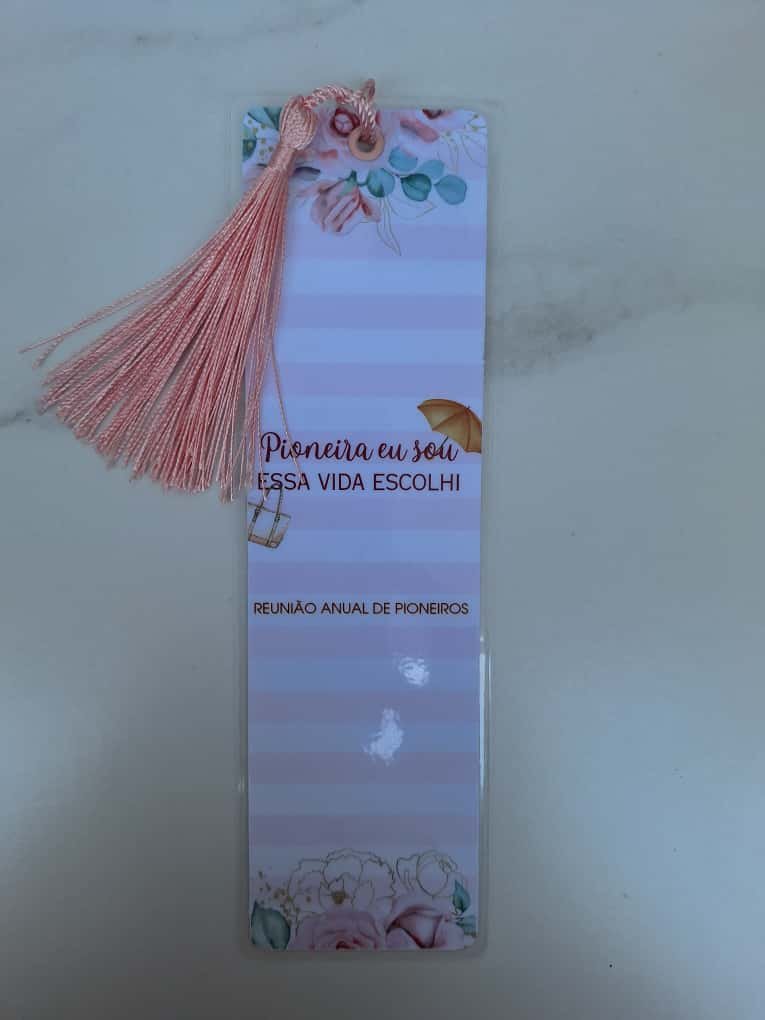 Pioneira eu sou
ESSA VIDA ESCOLHI
REUNIÃO ANUAL DE PIONEIROS